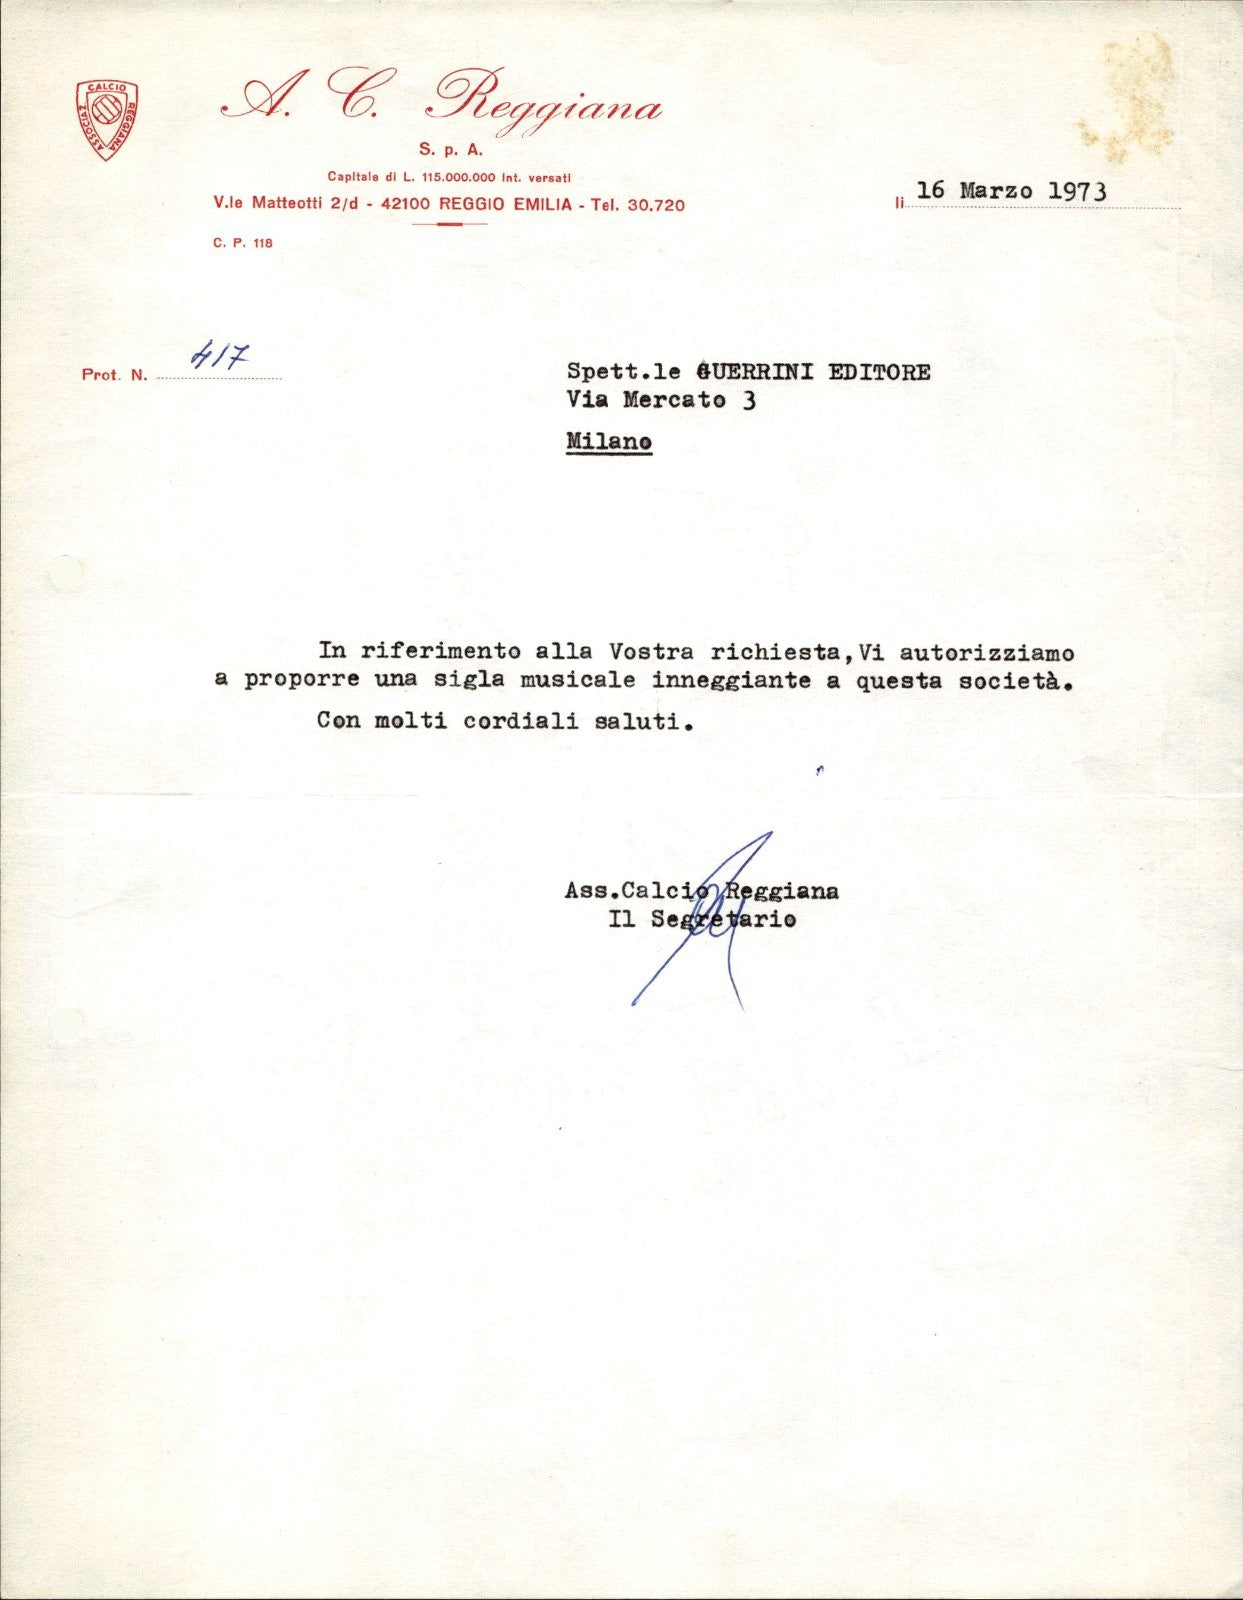 CALCIO
ASSOCIAZ
REGGIANA
A. C. Reggiana
S. p. A.
Capitale di L. 115.000.000 int. versati
V.le Matteotti 2/d - 42100 REGGIO EMILIA - Tel. 30.720
C. P. 118
li 16 Marzo 1973
Prot. N. 417
Spett.le GUERRINI EDITORE
Via Mercato 3
Milano
In riferimento alla Vostra richiesta,Vi autorizziamo
a proporre una sigla musicale inneggiante a questa società.
Con molti cordiali saluti.
Ass.Calcio Reggiana
Il Segretario